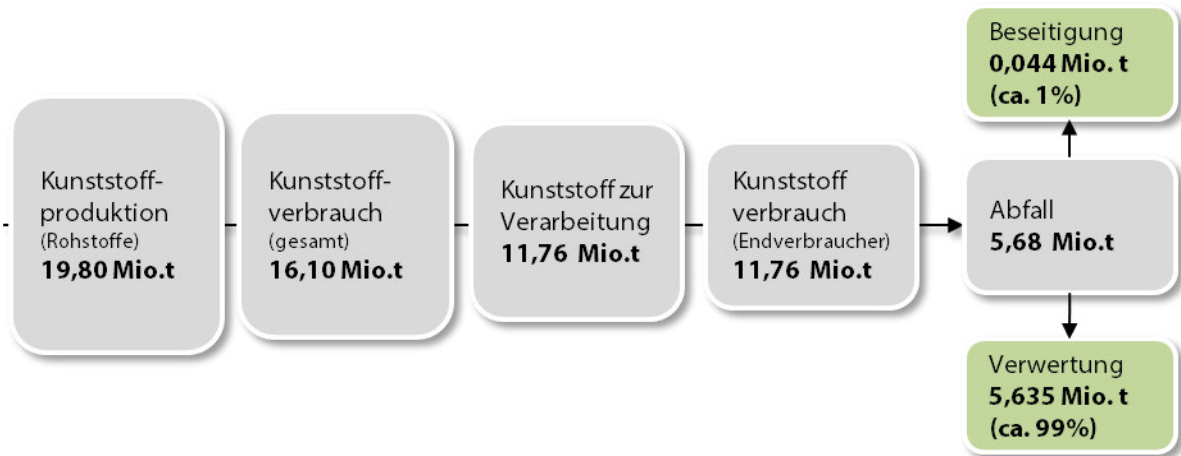 Kunststoff-
produktion
(Rohstoffe)
19,80 Mio.t
Kunststoff-
verbrauch
(gesamt)
16,10 Mio.t
Kunststoff zur
Verarbeitung
11,76 Mio.t
Kunststoff
verbrauch
(Endverbraucher)
11,76 Mio.t
Beseitigung
0,044 Mio. t
(ca. 1%)
Abfall
5,68 Mio.t
Verwertung
5,635 Mio. t
(ca. 99%)